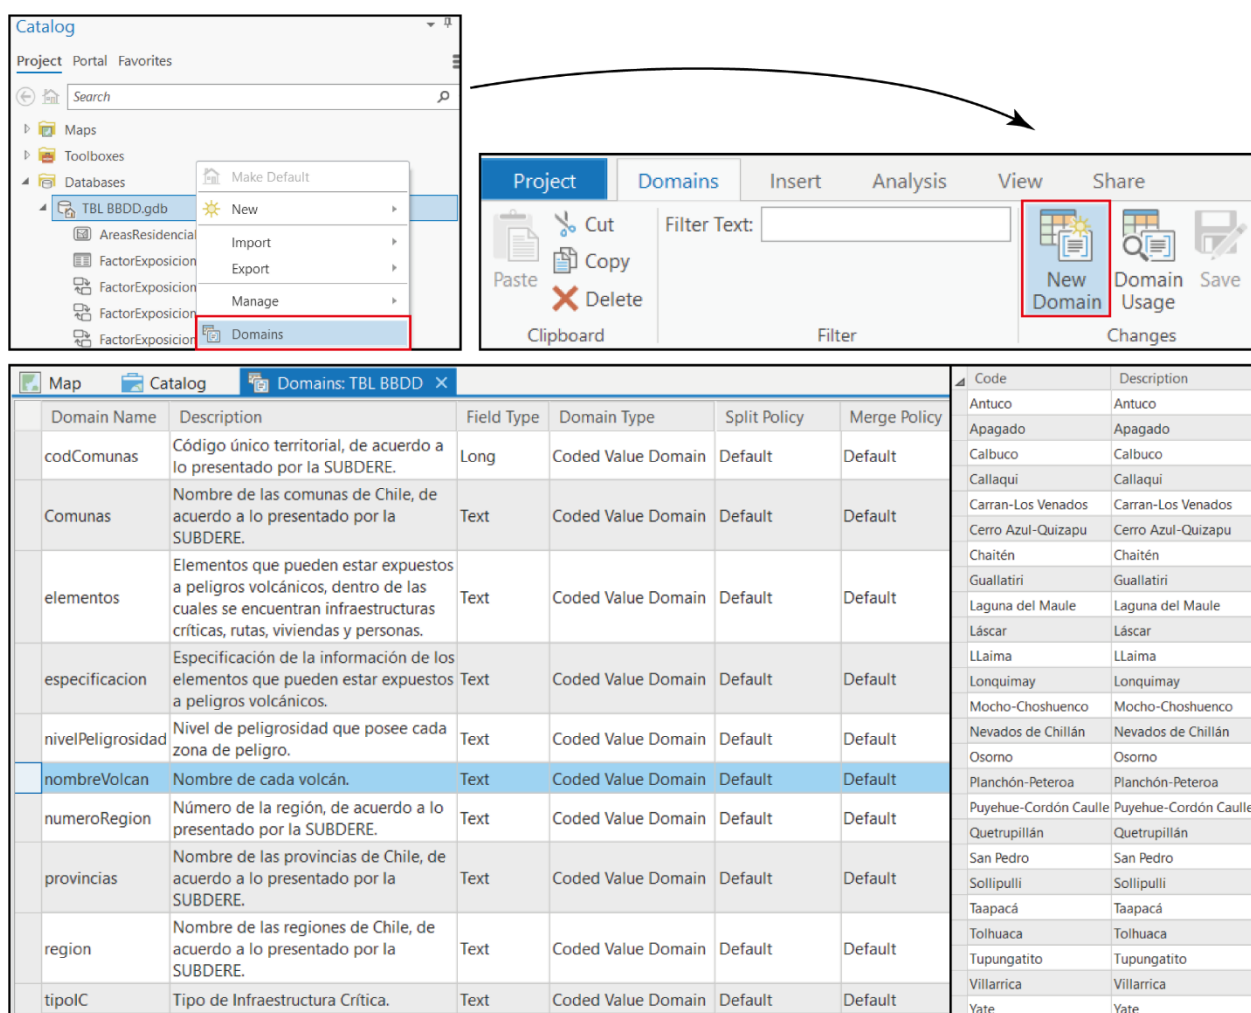 Catalog
Project Portal Favorites
Search
Maps
Toolboxes
Databases
TBL BBDD.gdb
AreasResidencial
FactorExposicion
FactorExposicion
FactorExposicion
FactorExposicion
Make Default
New
Import
Export
Manage
Domains
Project Domains Insert Analysis View Share
Paste
Cut
Copy
Delete
Clipboard
Filter Text:
Filter
New Domain
Domain Usage
Save
Changes
Map Catalog Domains: TBL BBDD
Domain Name Description Field Type Domain Type Split Policy Merge Policy
codComunas Código único territorial, de acuerdo a Long Coded Value Domain Default Default
lo presentado por la SUBDERE.
Nombre de las comunas de Chile, de
Comunas acuerdo a lo presentado por la Text Coded Value Domain Default Default
SUBDERE.
Elementos que pueden estar expuestos
a peligros volcánicos, dentro de las
elementos cuales se encuentran infraestructuras Text Coded Value Domain Default Default
críticas, rutas, viviendas y personas.
Especificación de la información de los
especificacion elementos que pueden estar expuestos Text Coded Value Domain Default Default
a peligros volcánicos.
nivelPeligrosidad Nivel de peligrosidad que posee cada Text Coded Value Domain Default Default
zona de peligro.
nombreVolcan Nombre de cada volcán. Text Coded Value Domain Default Default
numeroRegion Número de la región, de acuerdo a lo Text Coded Value Domain Default Default
presentado por la SUBDERE.
Nombre de las provincias de Chile, de
provincias acuerdo a lo presentado por la Text Coded Value Domain Default Default
SUBDERE.
Nombre de las regiones de Chile, de
region acuerdo a lo presentado por la Text Coded Value Domain Default Default
SUBDERE.
tipoIC Tipo de Infraestructura Crítica. Text Coded Value Domain Default Default
Code Description
Antuco Antuco
Apagado Apagado
Calbuco Calbuco
Callaqui Callaqui
Carran-Los Venados Carran-Los Venados
Cerro Azul-Quizapu Cerro Azul-Quizapu
Chaitén Chaitén
Guallatiri Guallatiri
Laguna del Maule Laguna del Maule
Láscar Láscar
LLaima LLaima
Lonquimay Lonquimay
Mocho-Choshuenco Mocho-Choshuenco
Nevados de Chillán Nevados de Chillán
Osorno Osorno
Planchón-Peteroa Planchón-Peteroa
Puyehue-Cordón Caulle Puyehue-Cordón Caulle
Quetrupillán Quetrupillán
San Pedro San Pedro
Sollipulli Sollipulli
Taapacá Taapacá
Tolhuaca Tolhuaca
Tupungatito Tupungatito
Villarrica Villarrica
Yate Yate